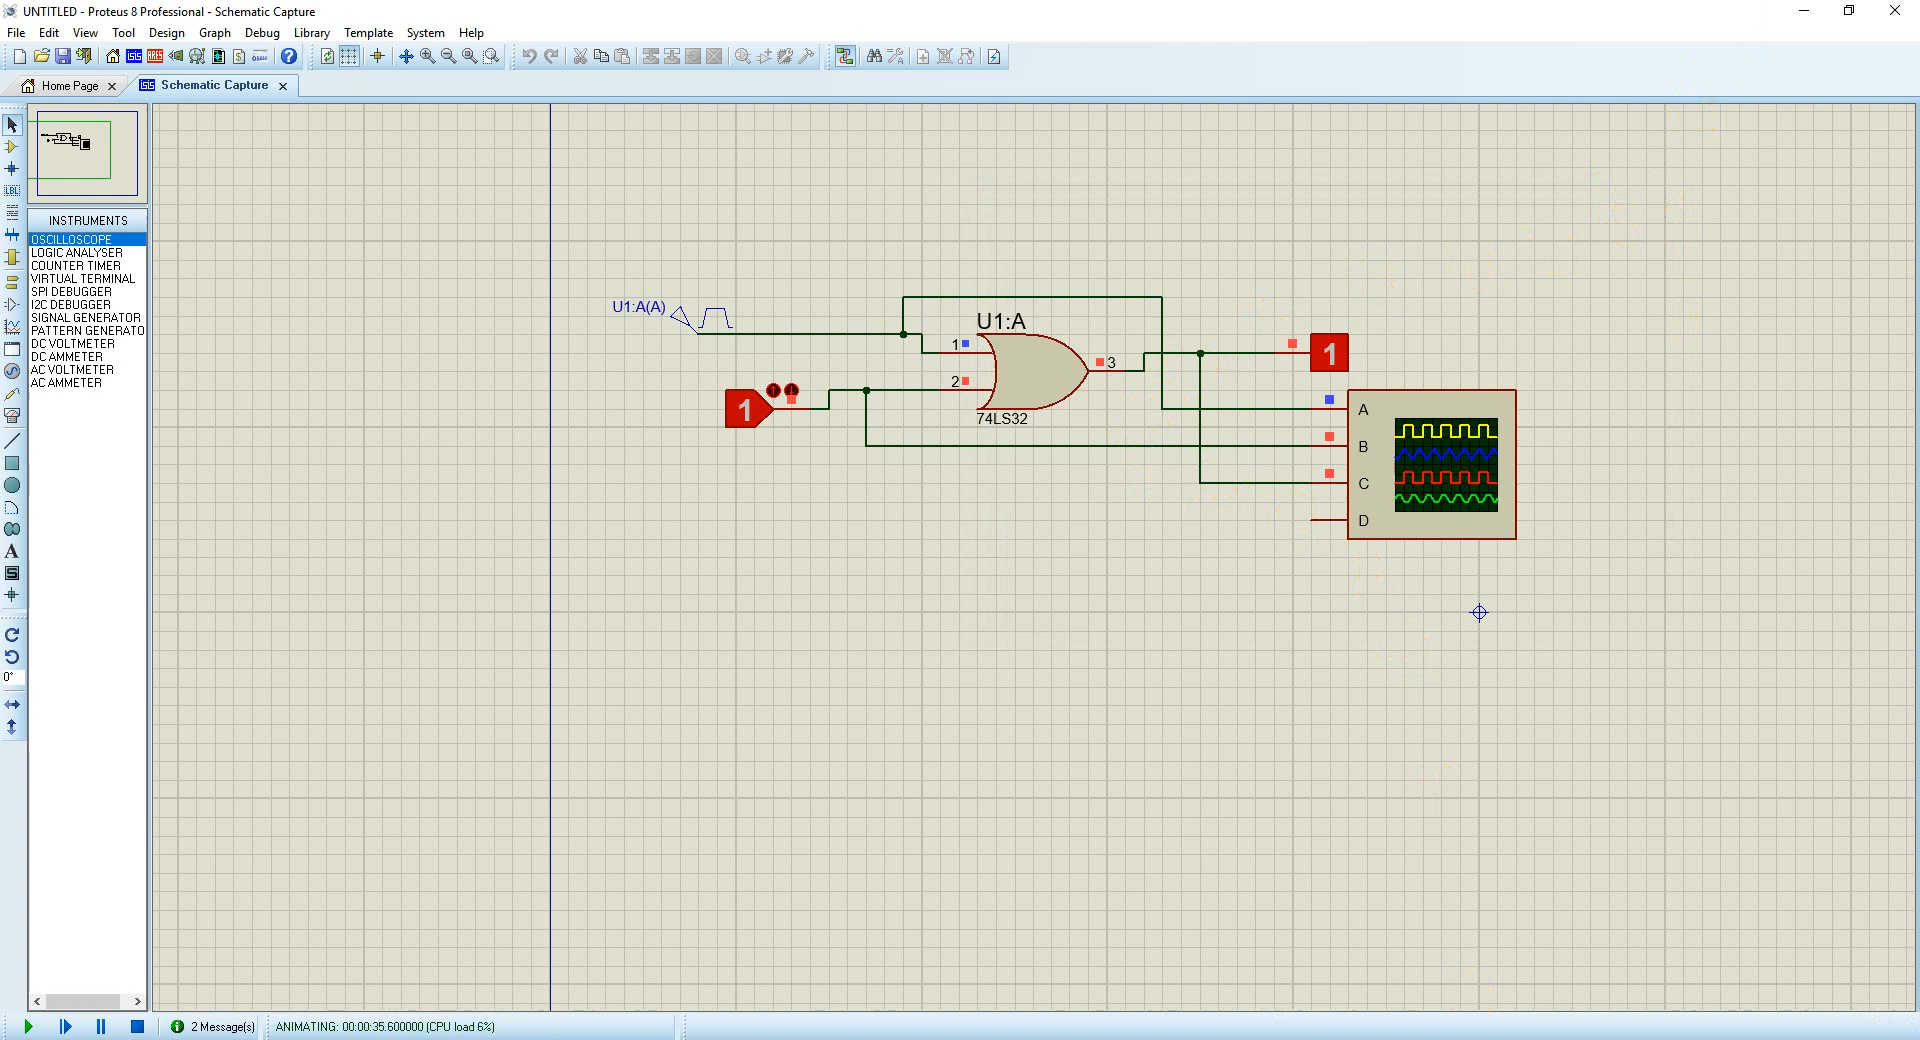 UNTITLED - Proteus 8 Professional - Schematic Capture
File Edit View Tool Design Graph Debug Library Template System Help
Home Page
Schematic Capture
LBL
INSTRUMENTS
OSCILLOSCOPE
LOGIC ANALYSER
COUNTER TIMER
VIRTUAL TERMINAL
SPI DEBUGGER
I2C DEBUGGER
SIGNAL GENERATOR
PATTERN GENERATO
DC VOLTMETER
DC AMMETER
AC VOLTMETER
AC AMMETER
A
S
0°
U1:A(A)
U1:A
1
2
3
74LS32
1
1
A
B
C
D
2 Message(s)
ANIMATING: 00:00:35.600000 (CPU load 6%)